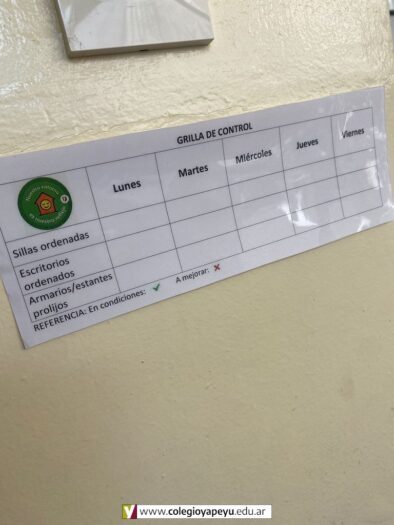 GRILLA DE CONTROL
Lunes Martes Miércoles Jueves Viernes
Sillas ordenadas
Escritorios
ordenados
Armarios/estantes
prolijos
REFERENCIA: En condiciones: ✓ A mejorar: ✗
www.colegioyapeyu.edu.ar